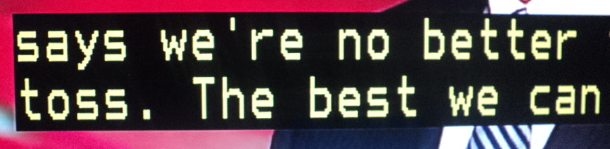 says we're no better
toss. The best we can